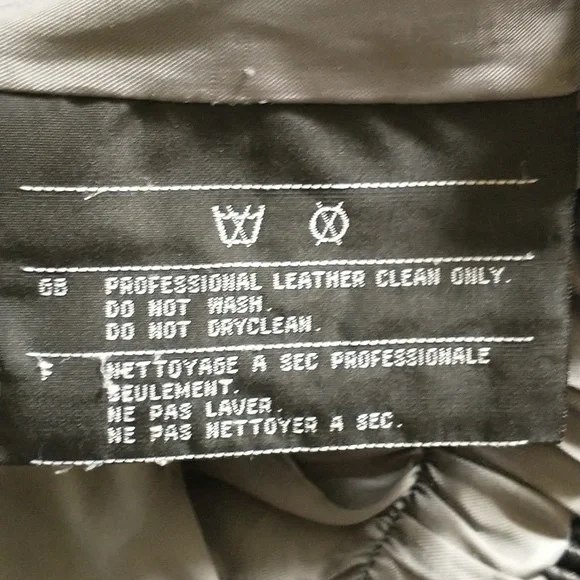 GB PROFESSIONAL LEATHER CLEAN ONLY.
DO NOT WASH.
DO NOT DRYCLEAN.
F NETTOYAGE A SEC PROFESSIONALE
SEULEMENT.
NE PAS LAVER.
NE PAS NETTOYER A SEC.